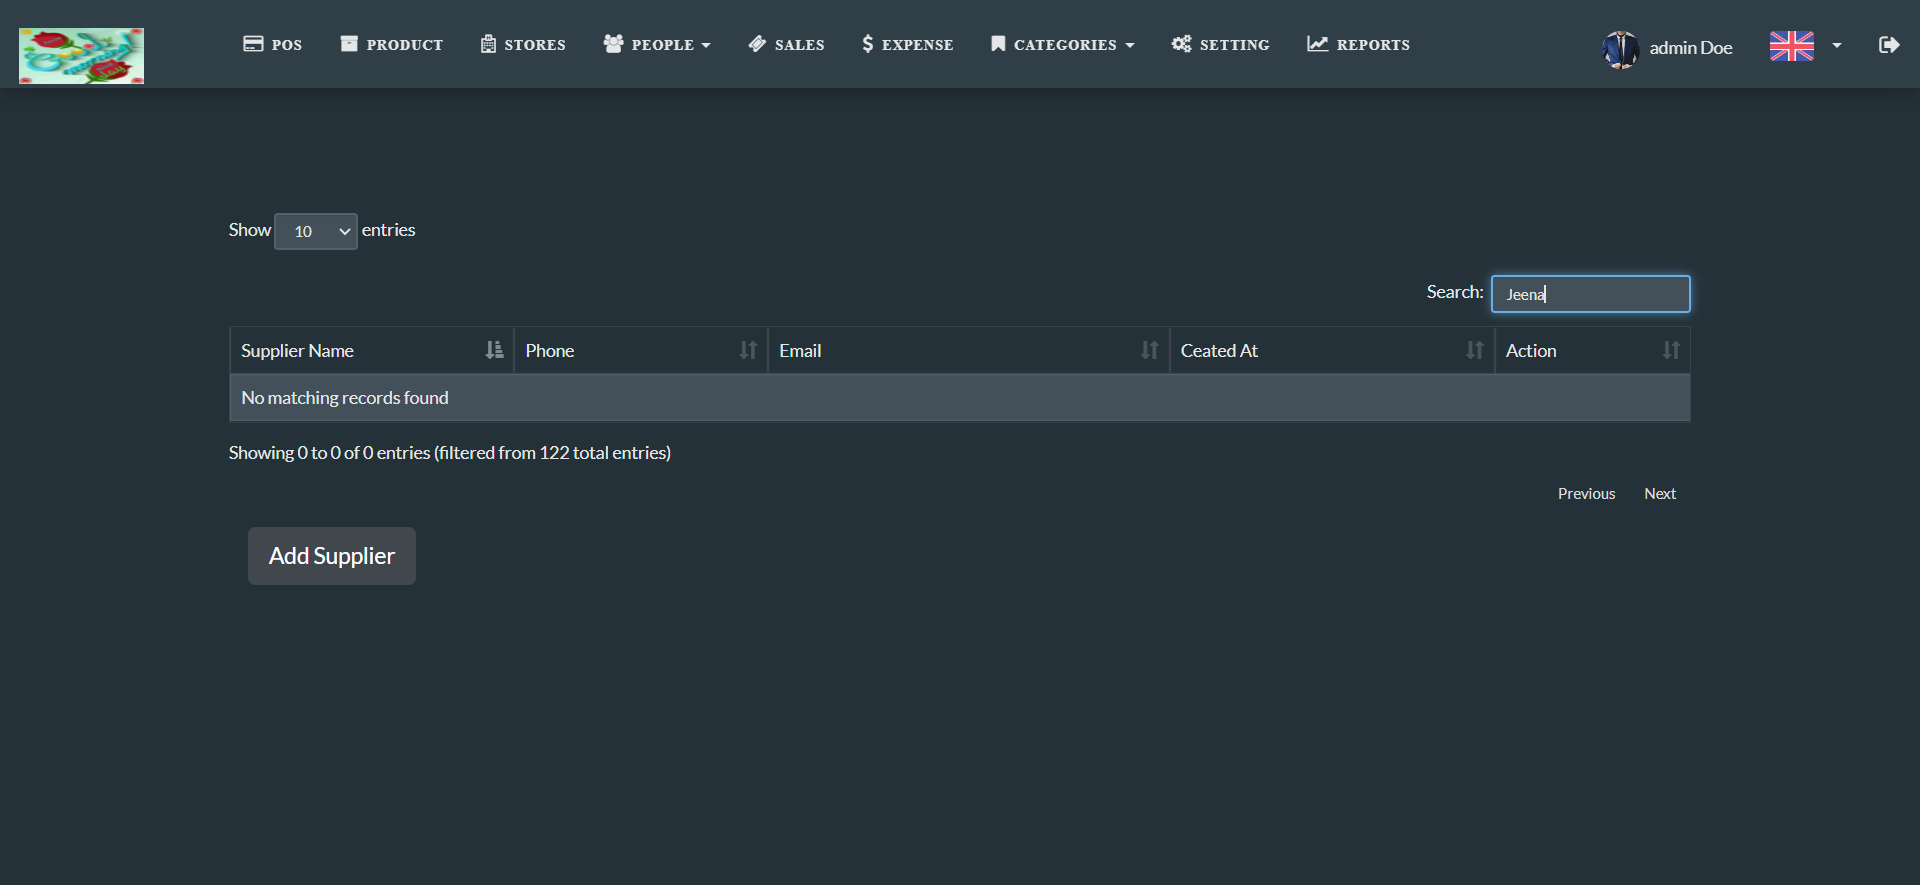 POS PRODUCT STORES PEOPLE SALES EXPENSE CATEGORIES SETTING REPORTS admin Doe
Show 10 entries
Search: Jeena
Supplier Name Phone Email Ceated At Action
No matching records found
Showing 0 to 0 of 0 entries (filtered from 122 total entries)
Previous Next
Add Supplier